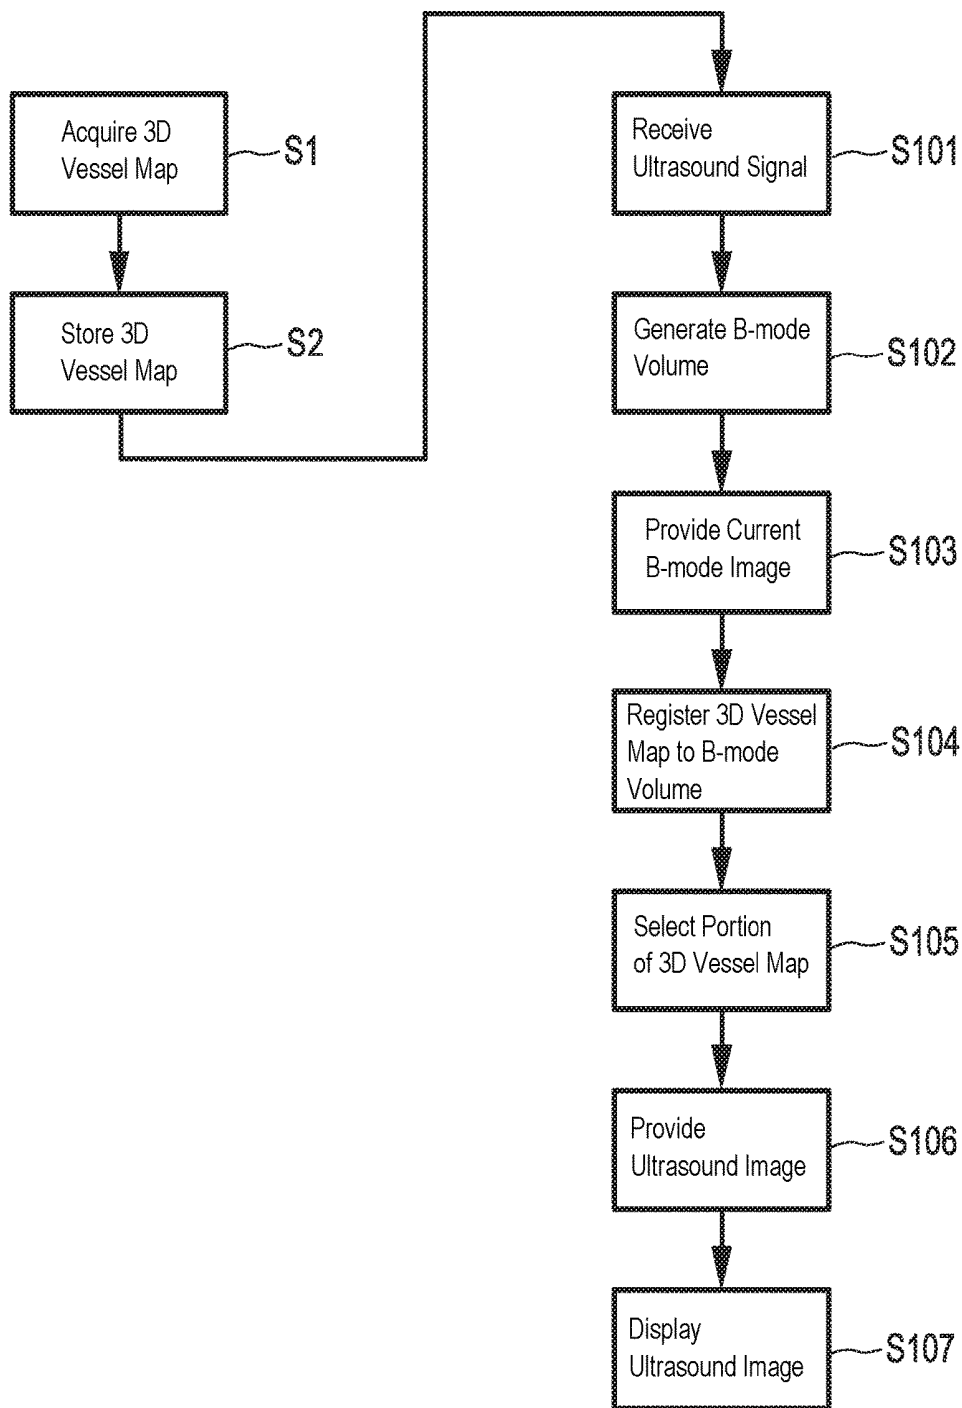 Acquire 3D
Vessel Map
S1
Store 3D
Vessel Map
S2
Receive
Ultrasound Signal
S101
Generate B-mode
Volume
S102
Provide Current
B-mode Image
S103
Register 3D Vessel
Map to B-mode
Volume
S104
Select Portion
of 3D Vessel Map
S105
Provide
Ultrasound Image
S106
Display
Ultrasound Image
S107